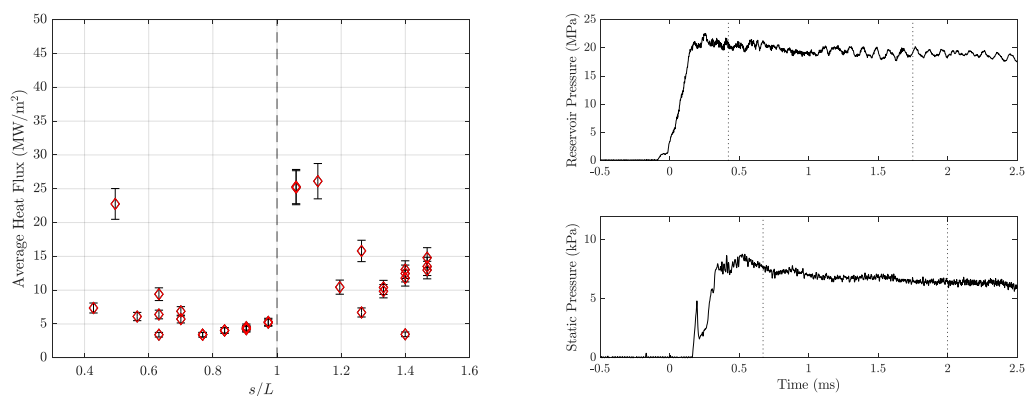 50
45
40
35
30
25
20
15
10
5
0
Average Heat Flux (MW/m²)
0.4 0.6 0.8 1 1.2 1.4 1.6
s/L
25
20
15
10
5
0
Reservoir Pressure (MPa)
-0.5 0 0.5 1 1.5 2 2.5
10
5
0
Static Pressure (kPa)
-0.5 0 0.5 1 1.5 2 2.5
Time (ms)